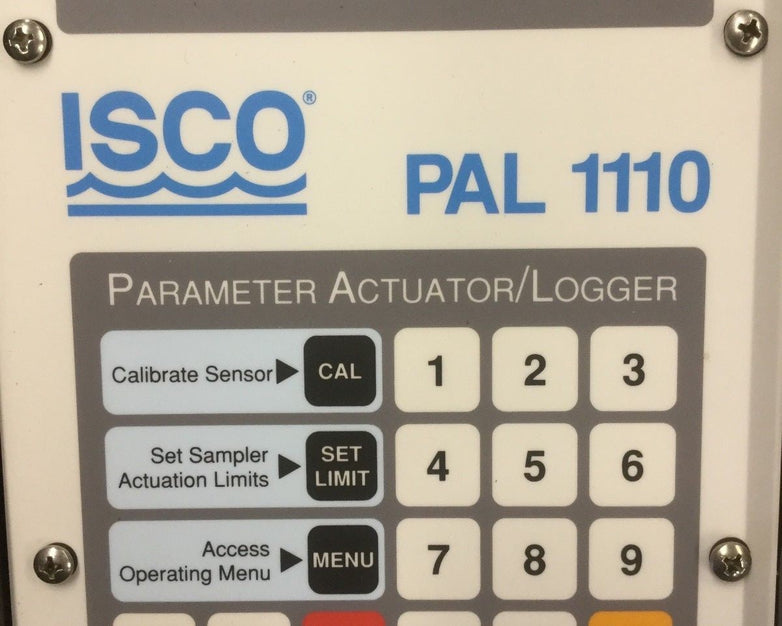 ISCO®
PAL 1110
PARAMETER ACTUATOR/LOGGER
Calibrate Sensor▶ CAL 1 2 3
Set Sampler
Actuation Limits ▶ SET
LIMIT 4 5 6
Access
Operating Menu ▶ MENU 7 8 9